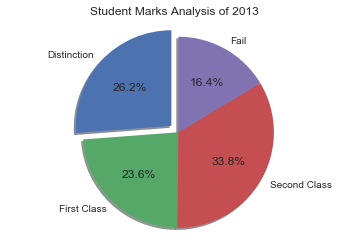 Student Marks Analysis of 2013
Fail
Distinction
16.4%
26.2%
33.8%
23.6%
Second Class
First Class